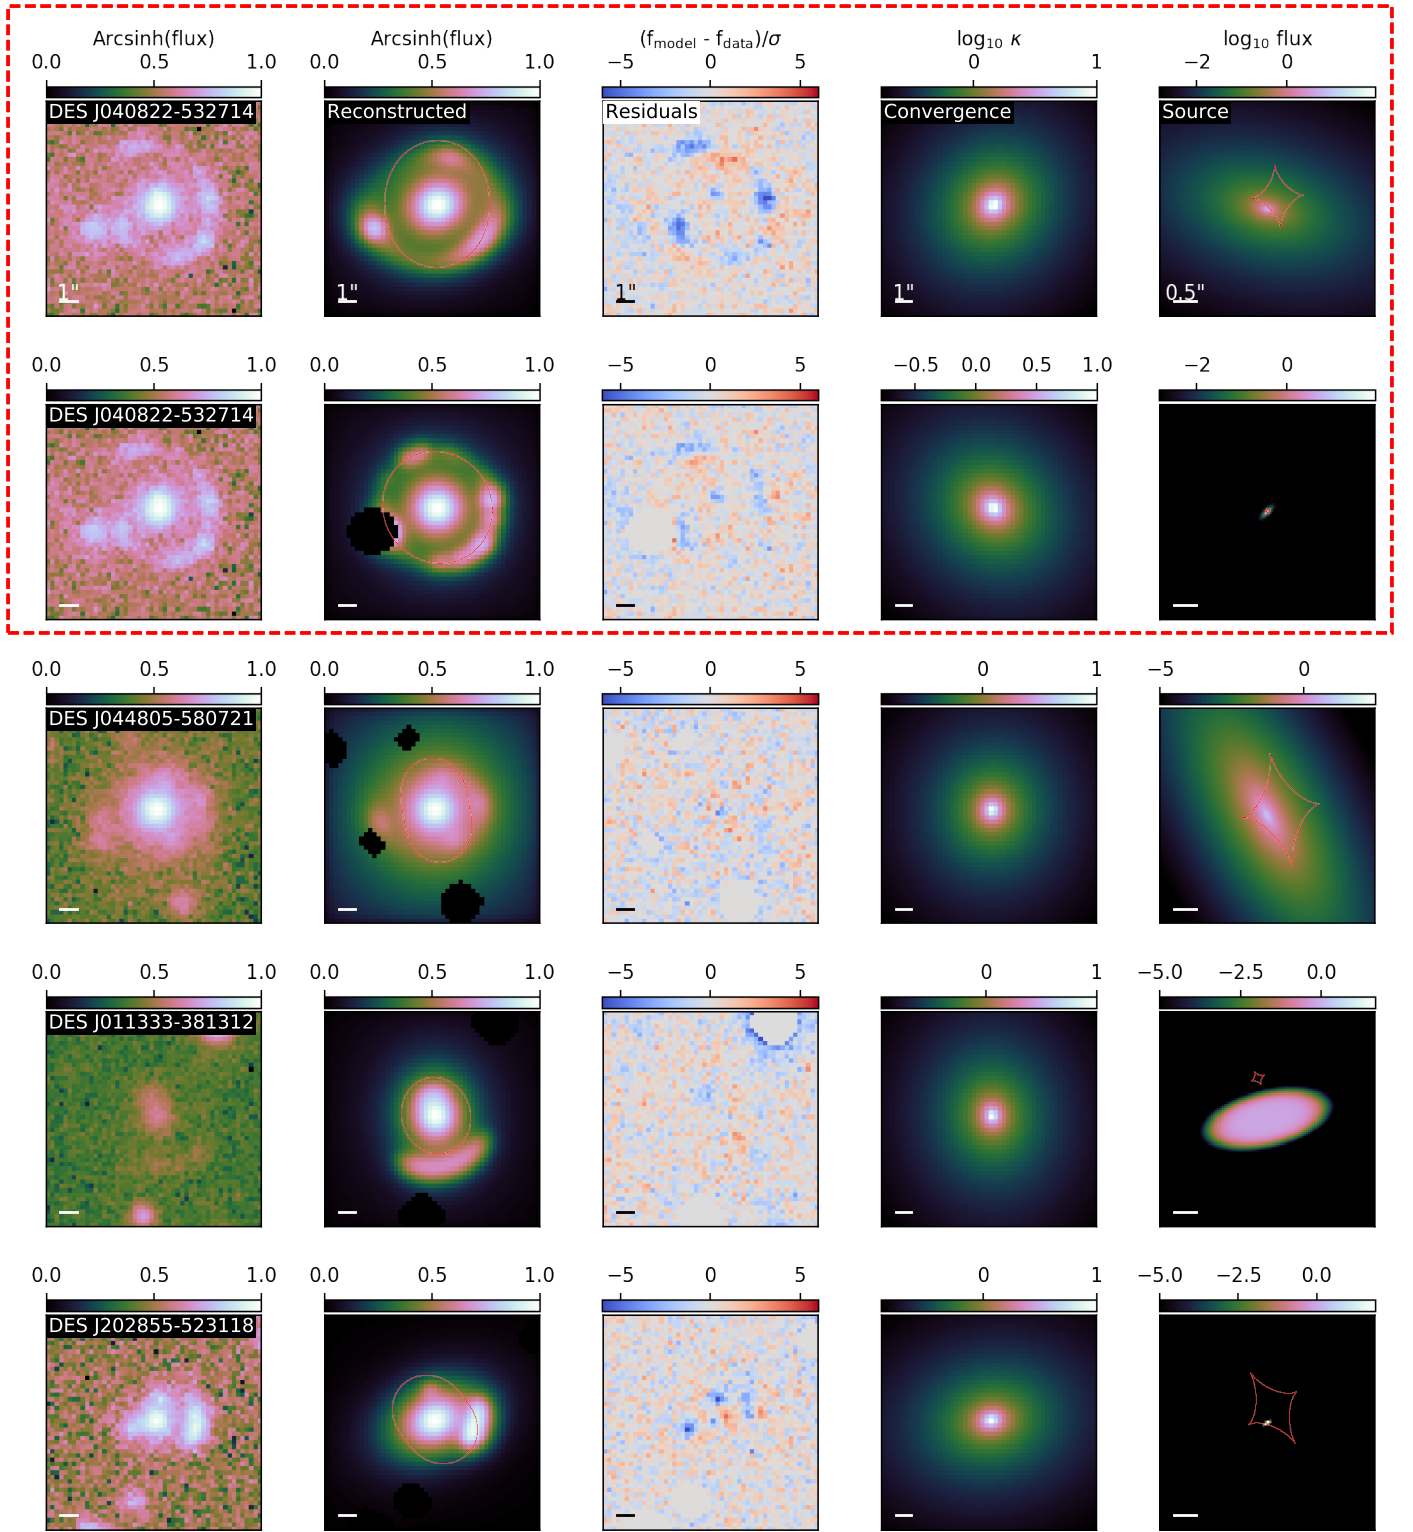 Arcsinh(flux) Arcsinh(flux) (f_model - f_data)/σ log₁₀ κ log₁₀ flux
0.0 0.5 1.0 0.0 0.5 1.0 −5 0 5 0 1 −2 0
DES J040822-532714 Reconstructed Residuals Convergence Source
1" 1" 1" 1" 0.5"
0.0 0.5 1.0 0.0 0.5 1.0 −5 0 5 −0.5 0.0 0.5 1.0 −2 0
DES J040822-532714
0.0 0.5 1.0 0.0 0.5 1.0 −5 0 5 0 1 −5 0
DES J044805-580721
0.0 0.5 1.0 0.0 0.5 1.0 −5 0 5 0 1 −5.0 −2.5 0.0
DES J011333-381312
0.0 0.5 1.0 0.0 0.5 1.0 −5 0 5 0 1 −5.0 −2.5 0.0
DES J202855-523118